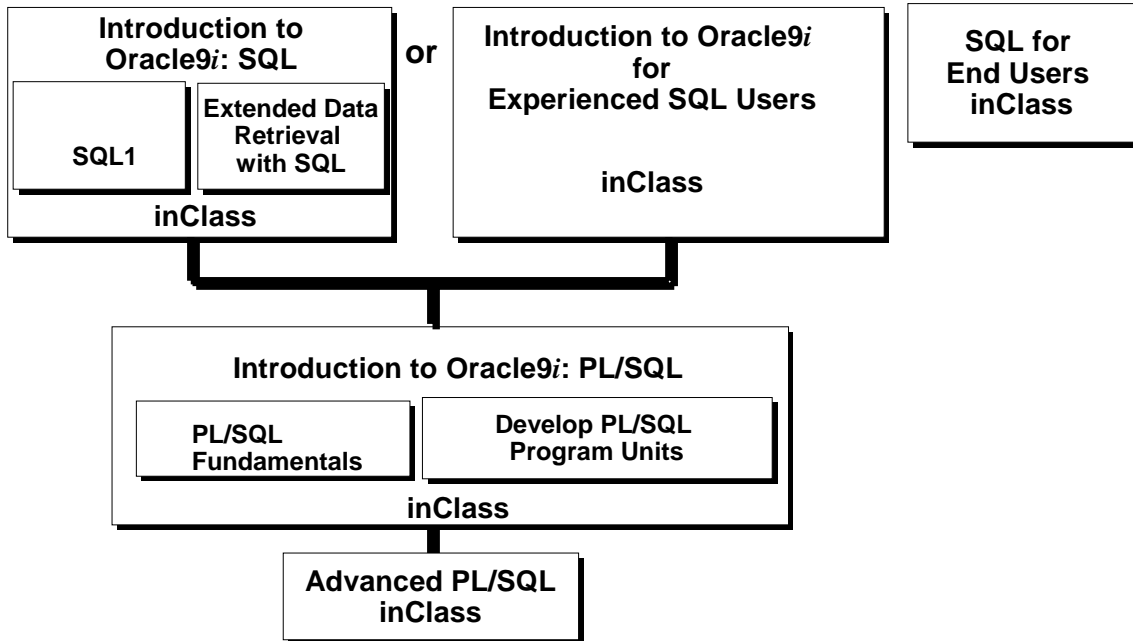 Introduction to
Oracle9i: SQL
SQL1
Extended Data
Retrieval
with SQL
inClass
or
Introduction to Oracle9i
for
Experienced SQL Users
inClass
SQL for
End Users
inClass
Introduction to Oracle9i: PL/SQL
PL/SQL
Fundamentals
Develop PL/SQL
Program Units
inClass
Advanced PL/SQL
inClass